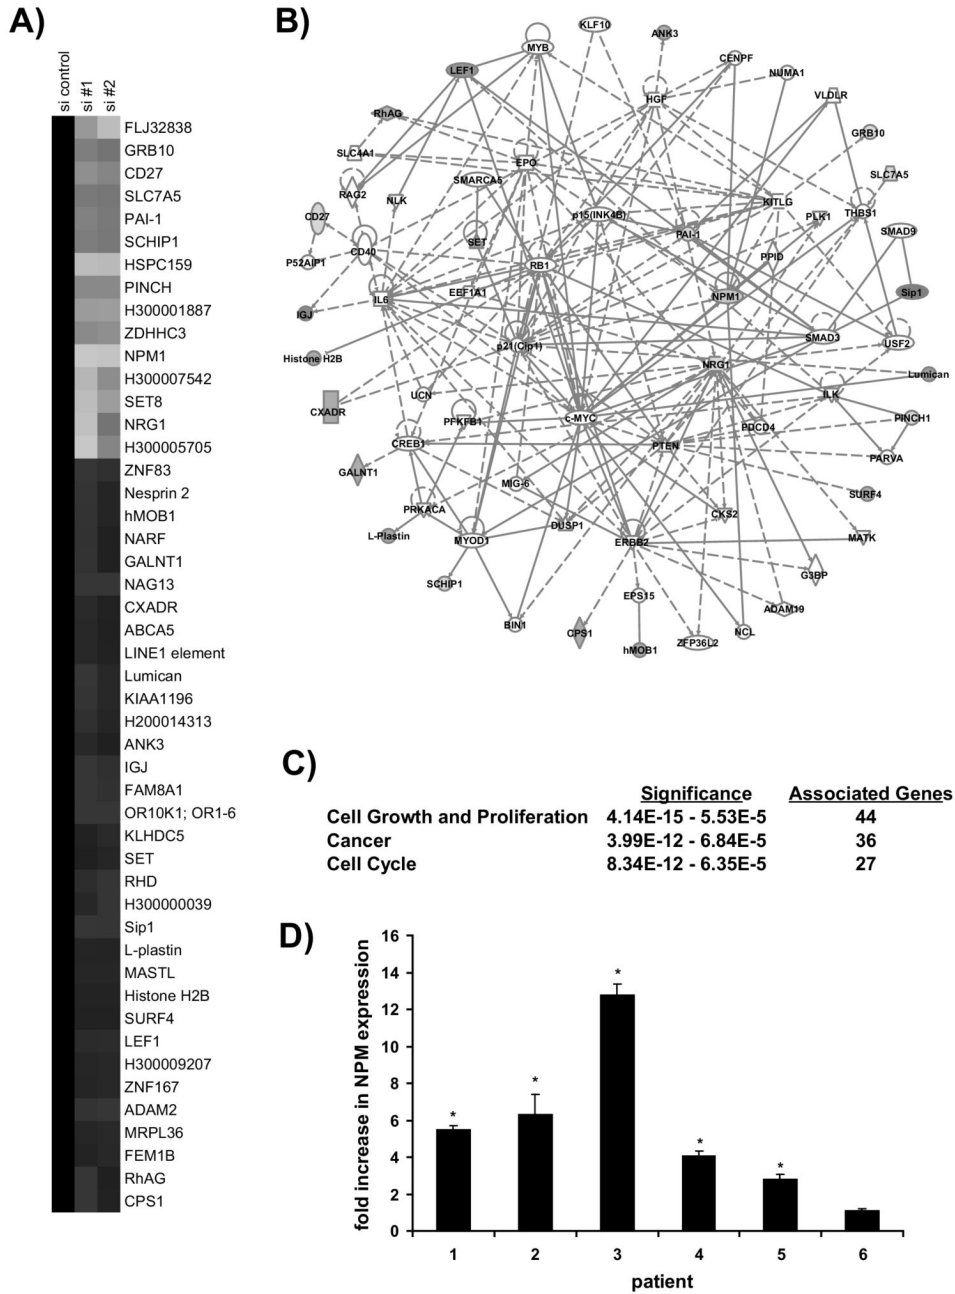 A)
si control
si #1
si #2
FLJ32838
GRB10
CD27
SLC7A5
PAI-1
SCHIP1
HSPC159
PINCH
H300001887
ZDHHC3
NPM1
H300007542
SET8
NRG1
H300005705
ZNF83
Nesprin 2
hMOB1
NARF
GALNT1
NAG13
CXADR
ABCA5
LINE1 element
Lumican
KIAA1196
H200014313
ANK3
IGJ
FAM8A1
OR10K1; OR1-6
KLHDC5
SET
RHD
H300000039
Sip1
L-plastin
MASTL
Histone H2B
SURF4
LEF1
H300009207
ZNF167
ADAM2
MRPL36
FEM1B
RhAG
CPS1
B)
KLF10
ANK3
MYB
CENPF
LEF1
NUMA1
HGF
VLDLR
RhAG
GRB10
SLC4A1
EPO
SLC7A5
SMARCA5
RAG2
NLK
KITLG
CD27
p15(INK4B)
PLK1
THBS1
SMAD9
PAI-1
SET
CD40
P52AIP1
PPID
RB1
EEF1A1
NPM1
Sip1
IL6
IGJ
SMAD3
USF2
p21(Cip1)
Histone H2B
NRG1
Lumican
UCN
ILK
CXADR
PFKFB1
c-MYC
PINCH1
PDCD4
CREB1
PTEN
PARVA
GALNT1
MIG-6
SURF4
PRKACA
CKS2
DUSP1
L-Plastin
MYOD1
ERBB2
MATK
G3BP
SCHIP1
EPS15
ADAM19
BIN1
CPS1
NCL
ZFP36L2
hMOB1
C)
Significance Associated Genes
Cell Growth and Proliferation 4.14E-15 - 5.53E-5 44
Cancer 3.99E-12 - 6.84E-5 36
Cell Cycle 8.34E-12 - 6.35E-5 27
D)
fold increase in NPM expression
16
14
12
10
8
6
4
2
0
* * * * *
1 2 3 4 5 6
patient